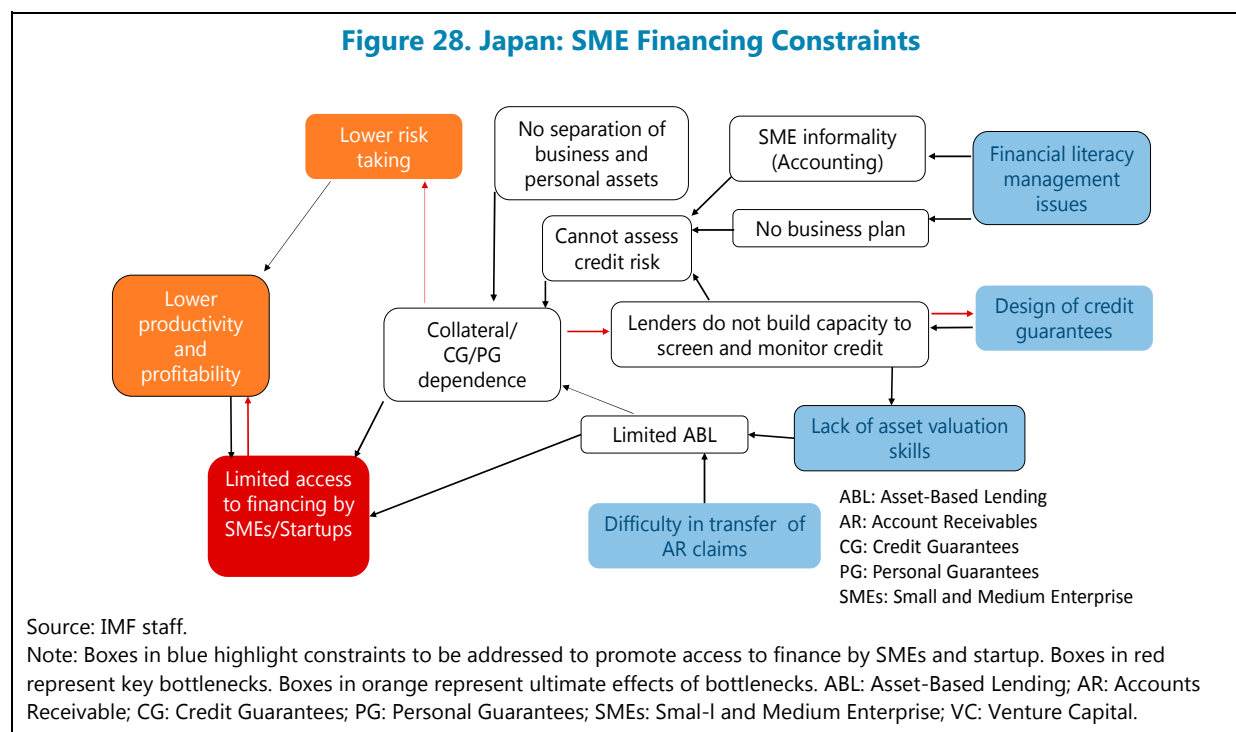 Figure 28. Japan: SME Financing Constraints
Lower risk
taking
No separation of
business and
personal assets
SME informality
(Accounting)
Financial literacy
management
issues
No business plan
Cannot assess
credit risk
Lower
productivity
and
profitability
Collateral/
CG/PG
dependence
Lenders do not build capacity to
screen and monitor credit
Design of credit
guarantees
Limited ABL
Lack of asset valuation
skills
Limited access
to financing by
SMEs/Startups
Difficulty in transfer of
AR claims
ABL: Asset-Based Lending
AR: Account Receivables
CG: Credit Guarantees
PG: Personal Guarantees
SMEs: Small and Medium Enterprise
Source: IMF staff.
Note: Boxes in blue highlight constraints to be addressed to promote access to finance by SMEs and startup. Boxes in red
represent key bottlenecks. Boxes in orange represent ultimate effects of bottlenecks. ABL: Asset-Based Lending; AR: Accounts
Receivable; CG: Credit Guarantees; PG: Personal Guarantees; SMEs: Smal-l and Medium Enterprise; VC: Venture Capital.